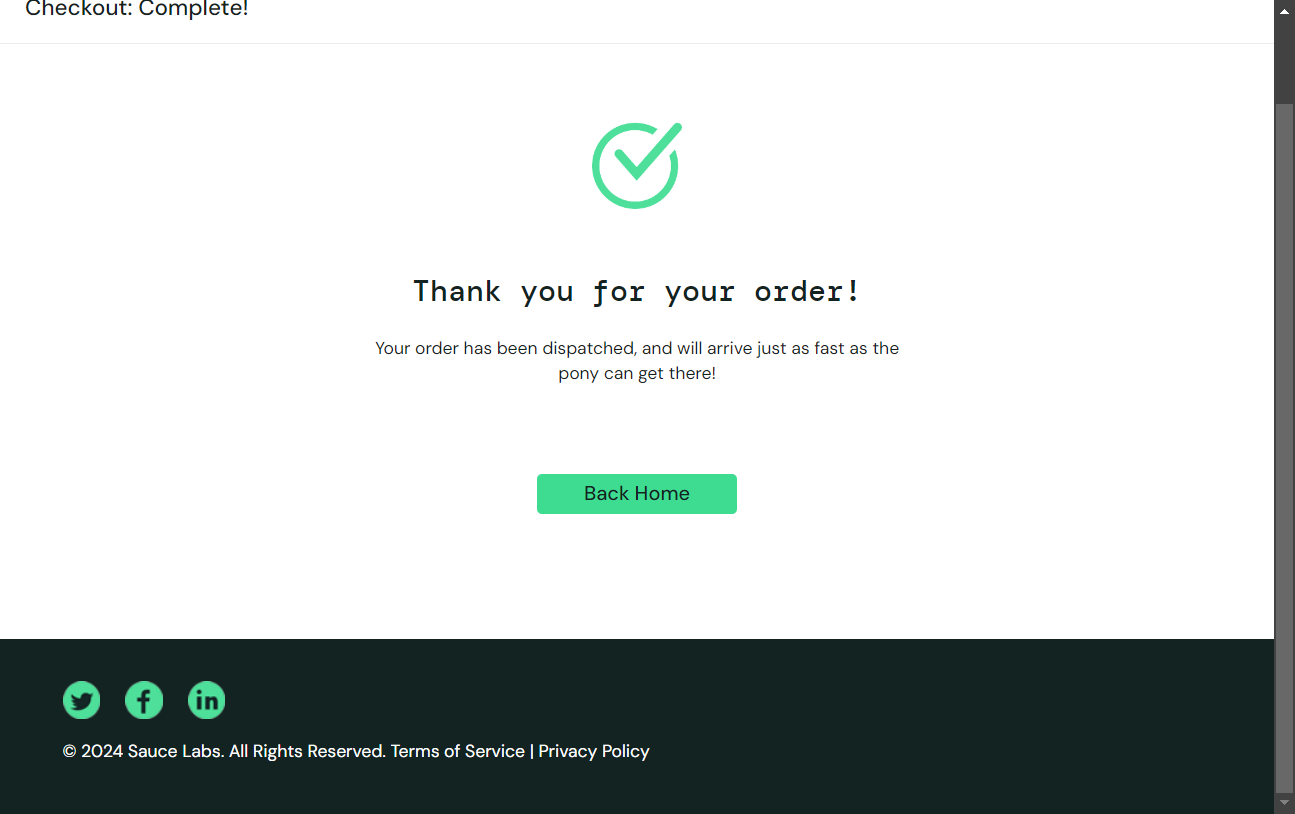 Checkout: Complete!
Thank you for your order!
Your order has been dispatched, and will arrive just as fast as the
pony can get there!
Back Home
© 2024 Sauce Labs. All Rights Reserved. Terms of Service | Privacy Policy